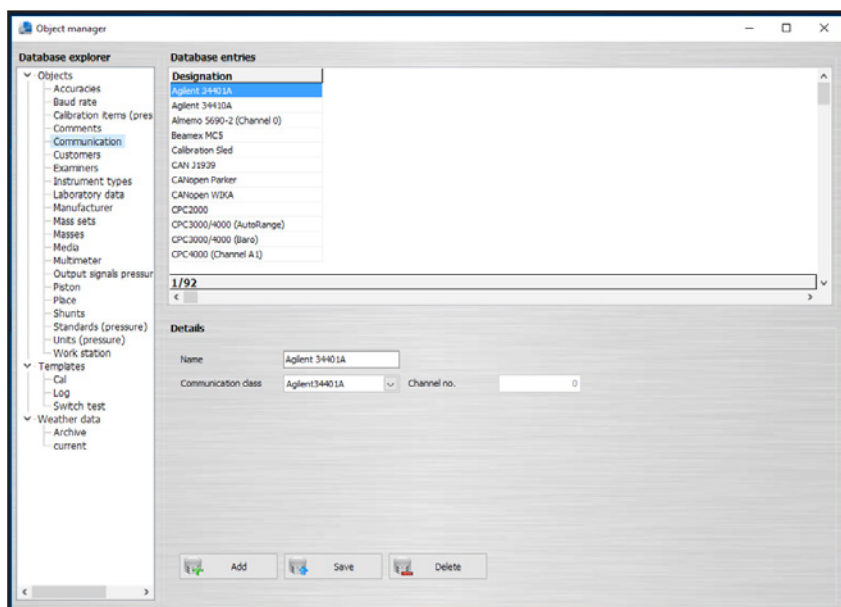 Object manager
Database explorer
Objects
Accuracies
Baud rate
Calibration items (pres
Comments
Communication
Customers
Examiners
Instrument types
Laboratory data
Manufacturer
Mass sets
Masses
Media
Multimeter
Output signals pressur
Piston
Place
Shunts
Standards (pressure)
Units (pressure)
Work station
Templates
Cal
Log
Switch test
Weather data
Archive
current
Database entries
Designation
Agilent 34401A
Agilent 34410A
Almemo 5690-2 (Channel 0)
Beamex MC5
Calibration Sled
CAN J1939
CANopen Parker
CANopen WIKA
CPC2000
CPC3000/4000 (AutoRange)
CPC3000/4000 (Baro)
CPC4000 (Channel A1)
1/92
Details
Name Agilent 34401A
Communication class Agilent34401A Channel no. 0
Add Save Delete